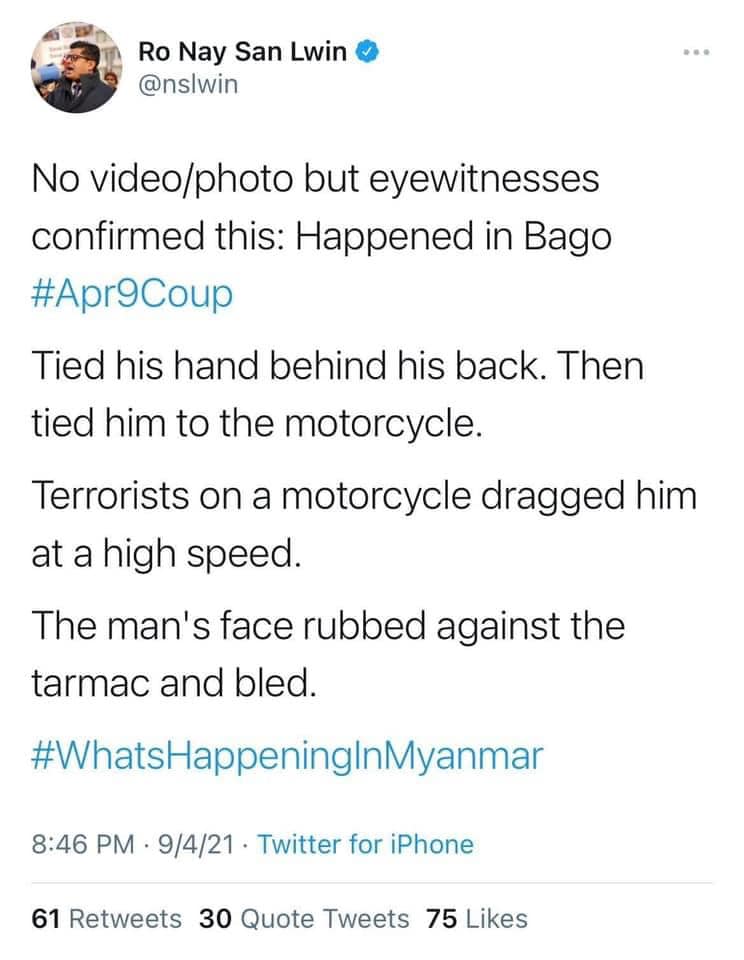 Ro Nay San Lwin
@nslwin
No video/photo but eyewitnesses
confirmed this: Happened in Bago
#Apr9Coup
Tied his hand behind his back. Then
tied him to the motorcycle.
Terrorists on a motorcycle dragged him
at a high speed.
The man's face rubbed against the
tarmac and bled.
#WhatsHappeningInMyanmar
8:46 PM · 9/4/21 · Twitter for iPhone
61 Retweets 30 Quote Tweets 75 Likes